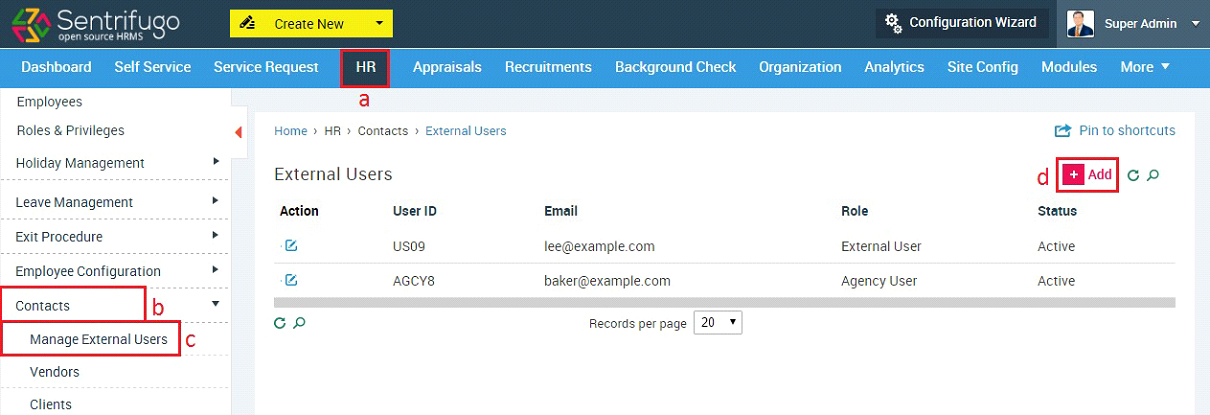 Sentrifugo
open source HRMS
Create New
Configuration Wizard
Super Admin
Dashboard Self Service Service Request HR Appraisals Recruitments Background Check Organization Analytics Site Config Modules More
a
Employees
Roles & Privileges
Holiday Management
Leave Management
Exit Procedure
Employee Configuration
Contacts
b
Manage External Users
c
Vendors
Clients
Home › HR › Contacts › External Users
Pin to shortcuts
External Users
d
+ Add
Action User ID Email Role Status
US09 lee@example.com External User Active
AGCY8 baker@example.com Agency User Active
Records per page 20